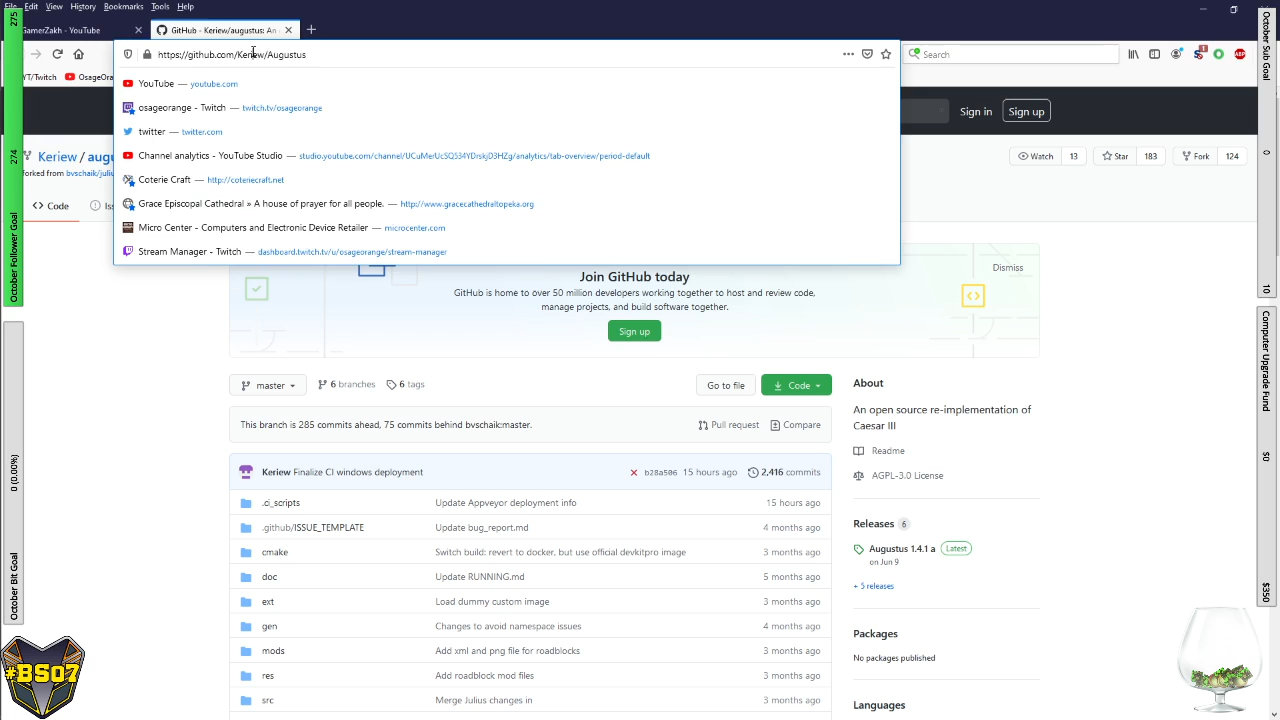 File Edit View History Bookmarks Tools Help
GamerZakh - YouTube
GitHub - Keriew/augustus: An
https://github.com/Keriew/Augustus
Search
YT/Twitch
OsageOra
YouTube — youtube.com
osageorange - Twitch — twitch.tv/osageorange
twitter — twitter.com
Channel analytics - YouTube Studio — studio.youtube.com/channel/UCuMerUcSQ534YDrskjD3HZg/analytics/tab-overview/period-default
Coterie Craft — http://coteriecraft.net
Grace Episcopal Cathedral » A house of prayer for all people. — http://www.gracecathedraltopeka.org
Micro Center - Computers and Electronic Device Retailer — microcenter.com
Stream Manager - Twitch — dashboard.twitch.tv/u/osageorange/stream-manager
Sign in Sign up
Keriew / augu
forked from bvschaik/juliu
Watch 13 Star 183 Fork 124
Code Iss
Join GitHub today
Dismiss
GitHub is home to over 50 million developers working together to host and review code,
manage projects, and build software together.
Sign up
master 6 branches 6 tags Go to file Code
This branch is 285 commits ahead, 75 commits behind bvschaik:master. Pull request Compare
Keriew Finalize CI windows deployment b28a506 15 hours ago 2,416 commits
.ci_scripts Update Appveyor deployment info 15 hours ago
.github/ISSUE_TEMPLATE Update bug_report.md 4 months ago
cmake Switch build: revert to docker, but use official devkitpro image 3 months ago
doc Update RUNNING.md 5 months ago
ext Load dummy custom image 3 months ago
gen Changes to avoid namespace issues 4 months ago
mods Add xml and png file for roadblocks 3 months ago
res Add roadblock mod files 3 months ago
src Merge Julius changes in 3 months ago
About
An open source re-implementation of
Caesar III
Readme
AGPL-3.0 License
Releases 6
Augustus 1.4.1 a Latest
on Jun 9
+ 5 releases
Packages
No packages published
Languages
October Follower Goal 274 275
October Bit Goal 0 (0.00%)
October Sub Goal 0 10
Computer Upgrade Fund $0 $350
#BS07